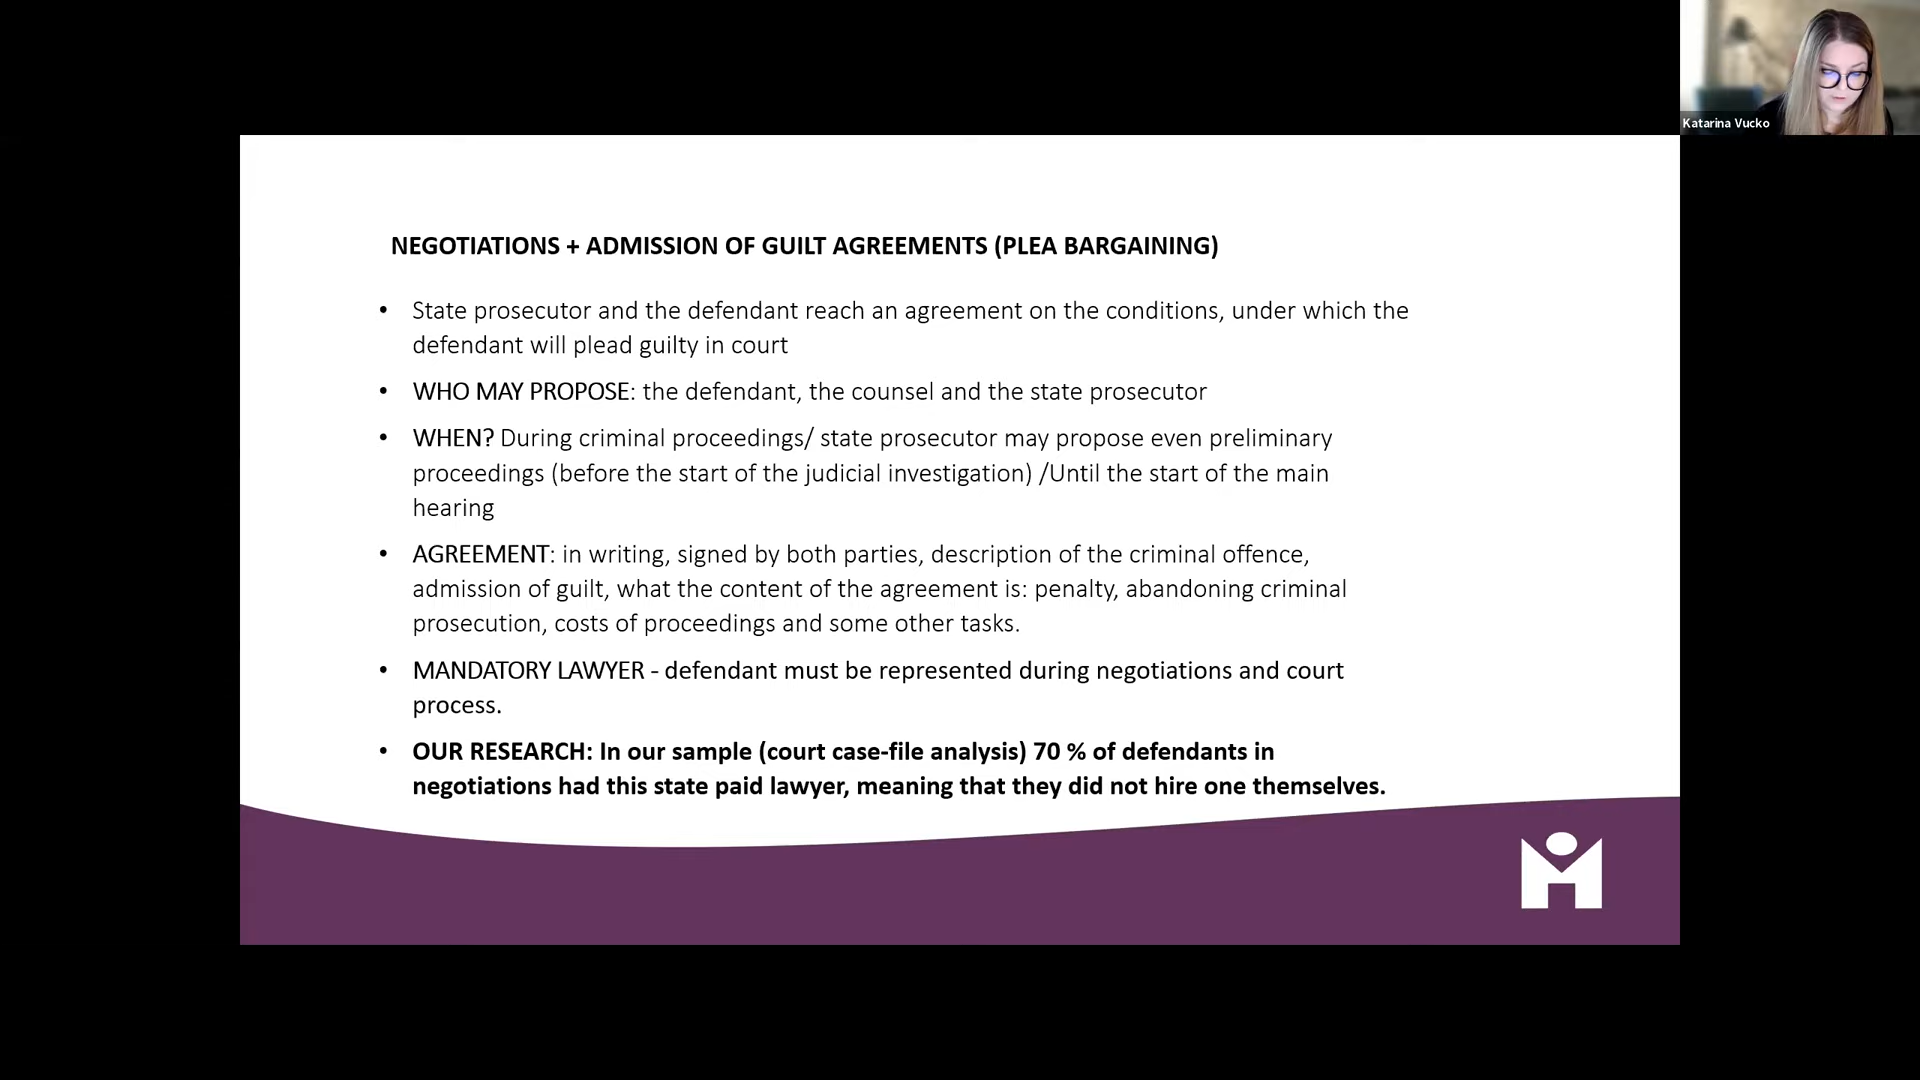 Katarina Vucko
NEGOTIATIONS + ADMISSION OF GUILT AGREEMENTS (PLEA BARGAINING)
• State prosecutor and the defendant reach an agreement on the conditions, under which the
defendant will plead guilty in court
• WHO MAY PROPOSE: the defendant, the counsel and the state prosecutor
• WHEN? During criminal proceedings/ state prosecutor may propose even preliminary
proceedings (before the start of the judicial investigation) /Until the start of the main
hearing
• AGREEMENT: in writing, signed by both parties, description of the criminal offence,
admission of guilt, what the content of the agreement is: penalty, abandoning criminal
prosecution, costs of proceedings and some other tasks.
• MANDATORY LAWYER - defendant must be represented during negotiations and court
process.
• OUR RESEARCH: In our sample (court case-file analysis) 70 % of defendants in
negotiations had this state paid lawyer, meaning that they did not hire one themselves.